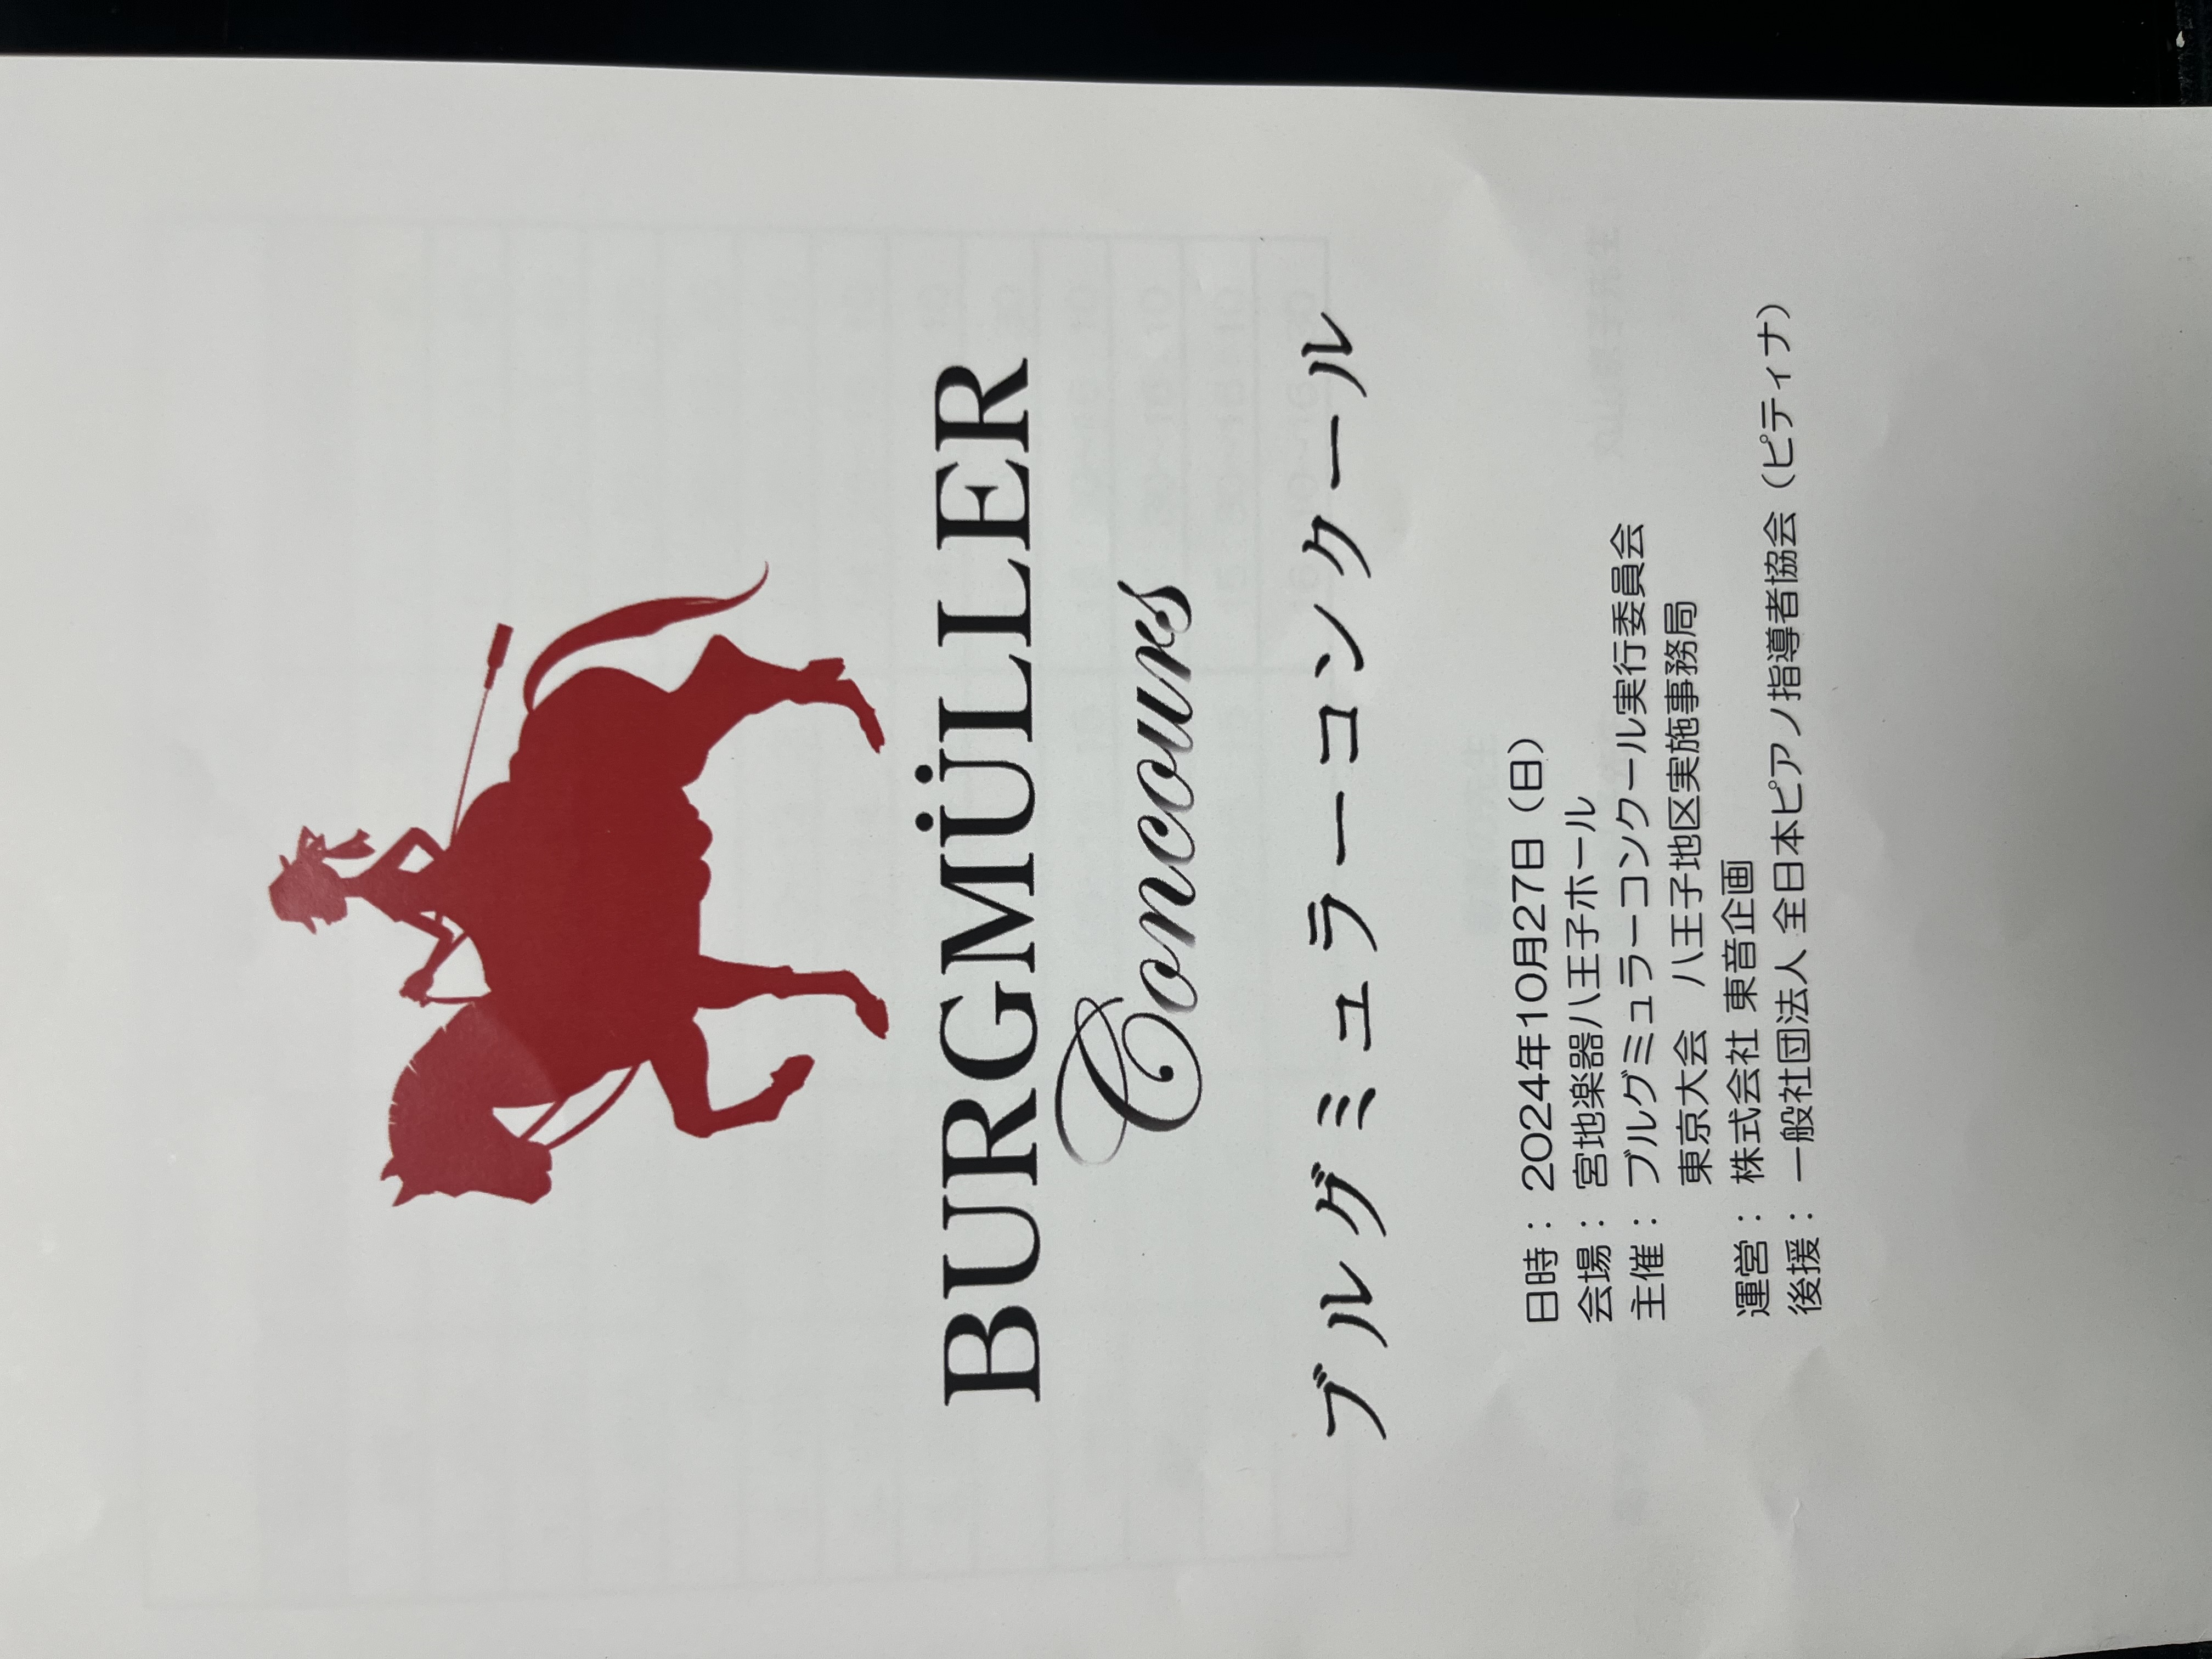 BURGMÜLLER
Concours
ブルグミュラーコンクール
日時： 2024年10月27日（日）
会場： 宮地楽器八王子ホール
主催： ブルグミュラーコンクール実行委員会
東京大会　八王子地区実施事務局
運営： 株式会社 東音企画
後援： 一般社団法人 全日本ピアノ指導者協会（ピティナ）